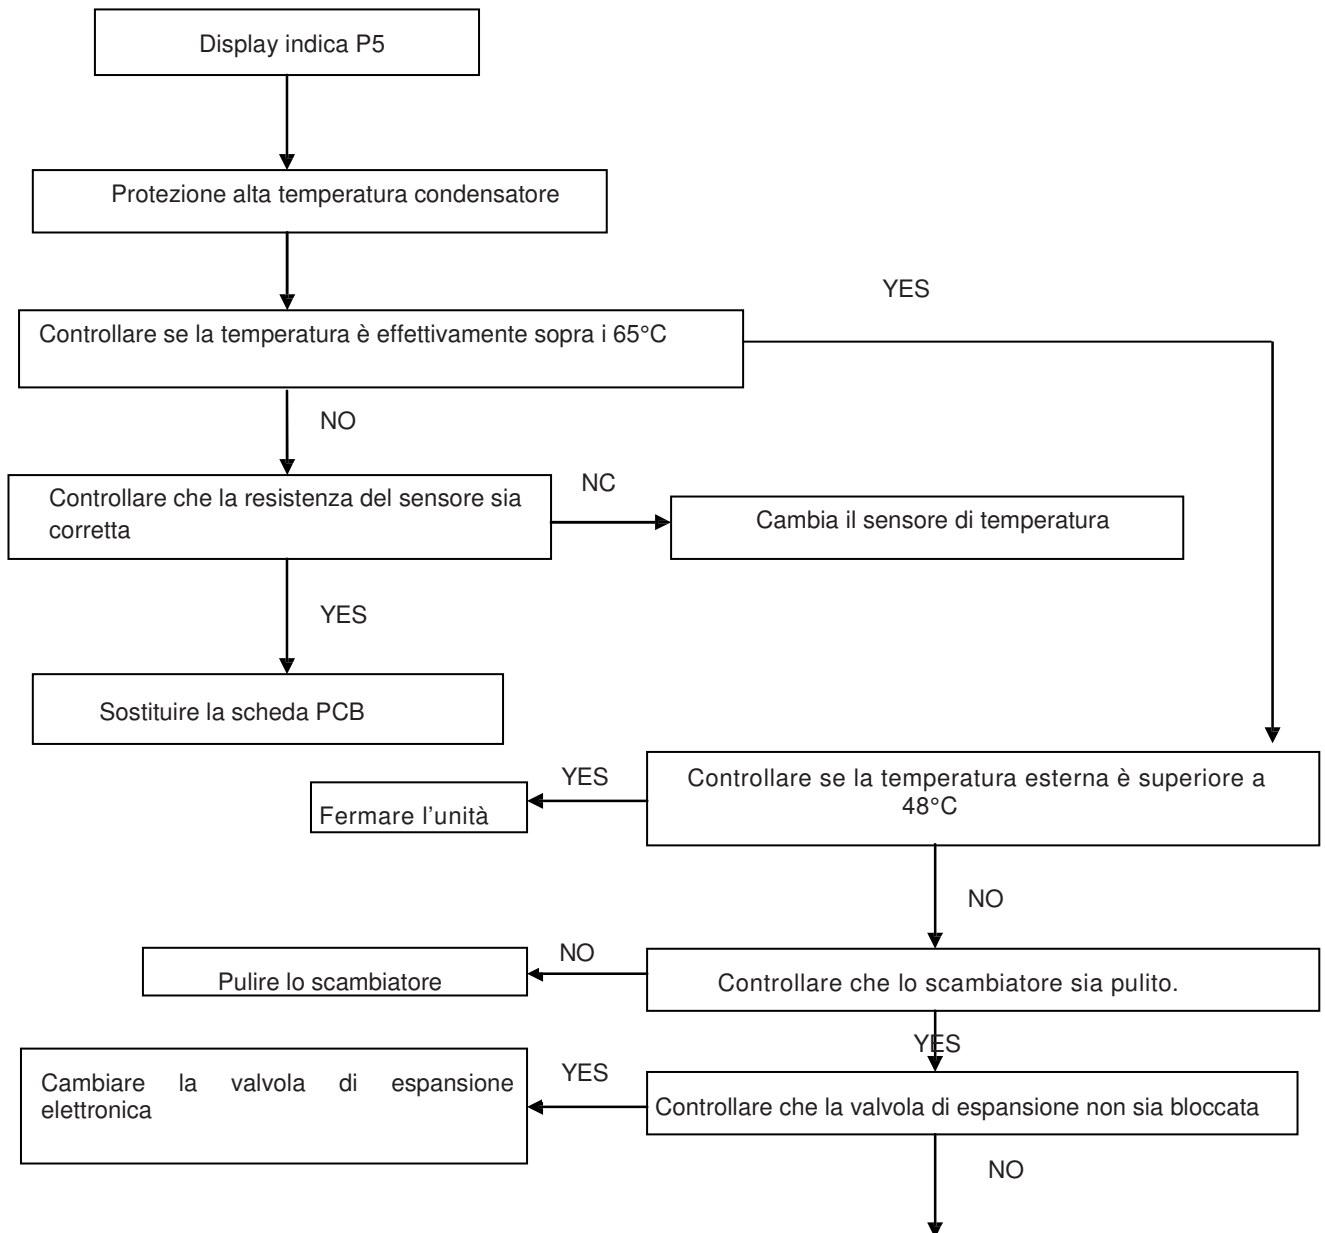 Display indica P5
Protezione alta temperatura condensatore
YES
Controllare se la temperatura è effettivamente sopra i 65°C
NO
Controllare che la resistenza del sensore sia
corretta
NC
Cambia il sensore di temperatura
YES
Sostituire la scheda PCB
Controllare se la temperatura esterna è superiore a
48°C
YES
Fermare l'unità
NO
Controllare che lo scambiatore sia pulito.
NO
Pulire lo scambiatore
YES
Controllare che la valvola di espansione non sia bloccata
YES
Cambiare la valvola di espansione
elettronica
NO